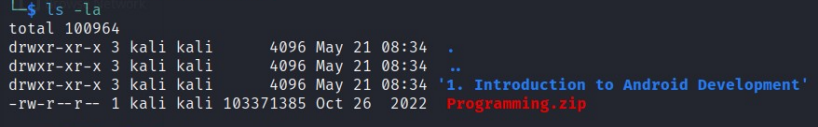 └─$ ls -la
total 100964
drwxr-xr-x 3 kali kali      4096 May 21 08:34  .
drwxr-xr-x 3 kali kali      4096 May 21 08:34  ..
drwxr-xr-x 3 kali kali      4096 May 21 08:34 '1. Introduction to Android Development'
-rw-r--r-- 1 kali kali 103371385 Oct 26  2022  Programming.zip